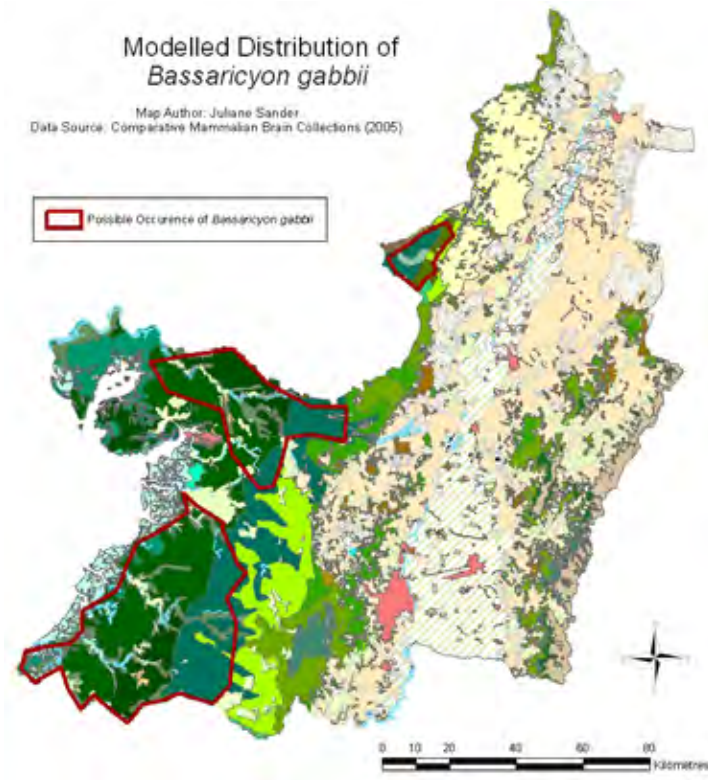 Modelled Distribution of
Bassaricyon gabbii
Map Author: Juliane Sander
Data Source: Comparative Mammalian Brain Collections (2005)
Possible Occurence of Bassaricyon gabbii
0 10 20 40 60 80
Kilometres